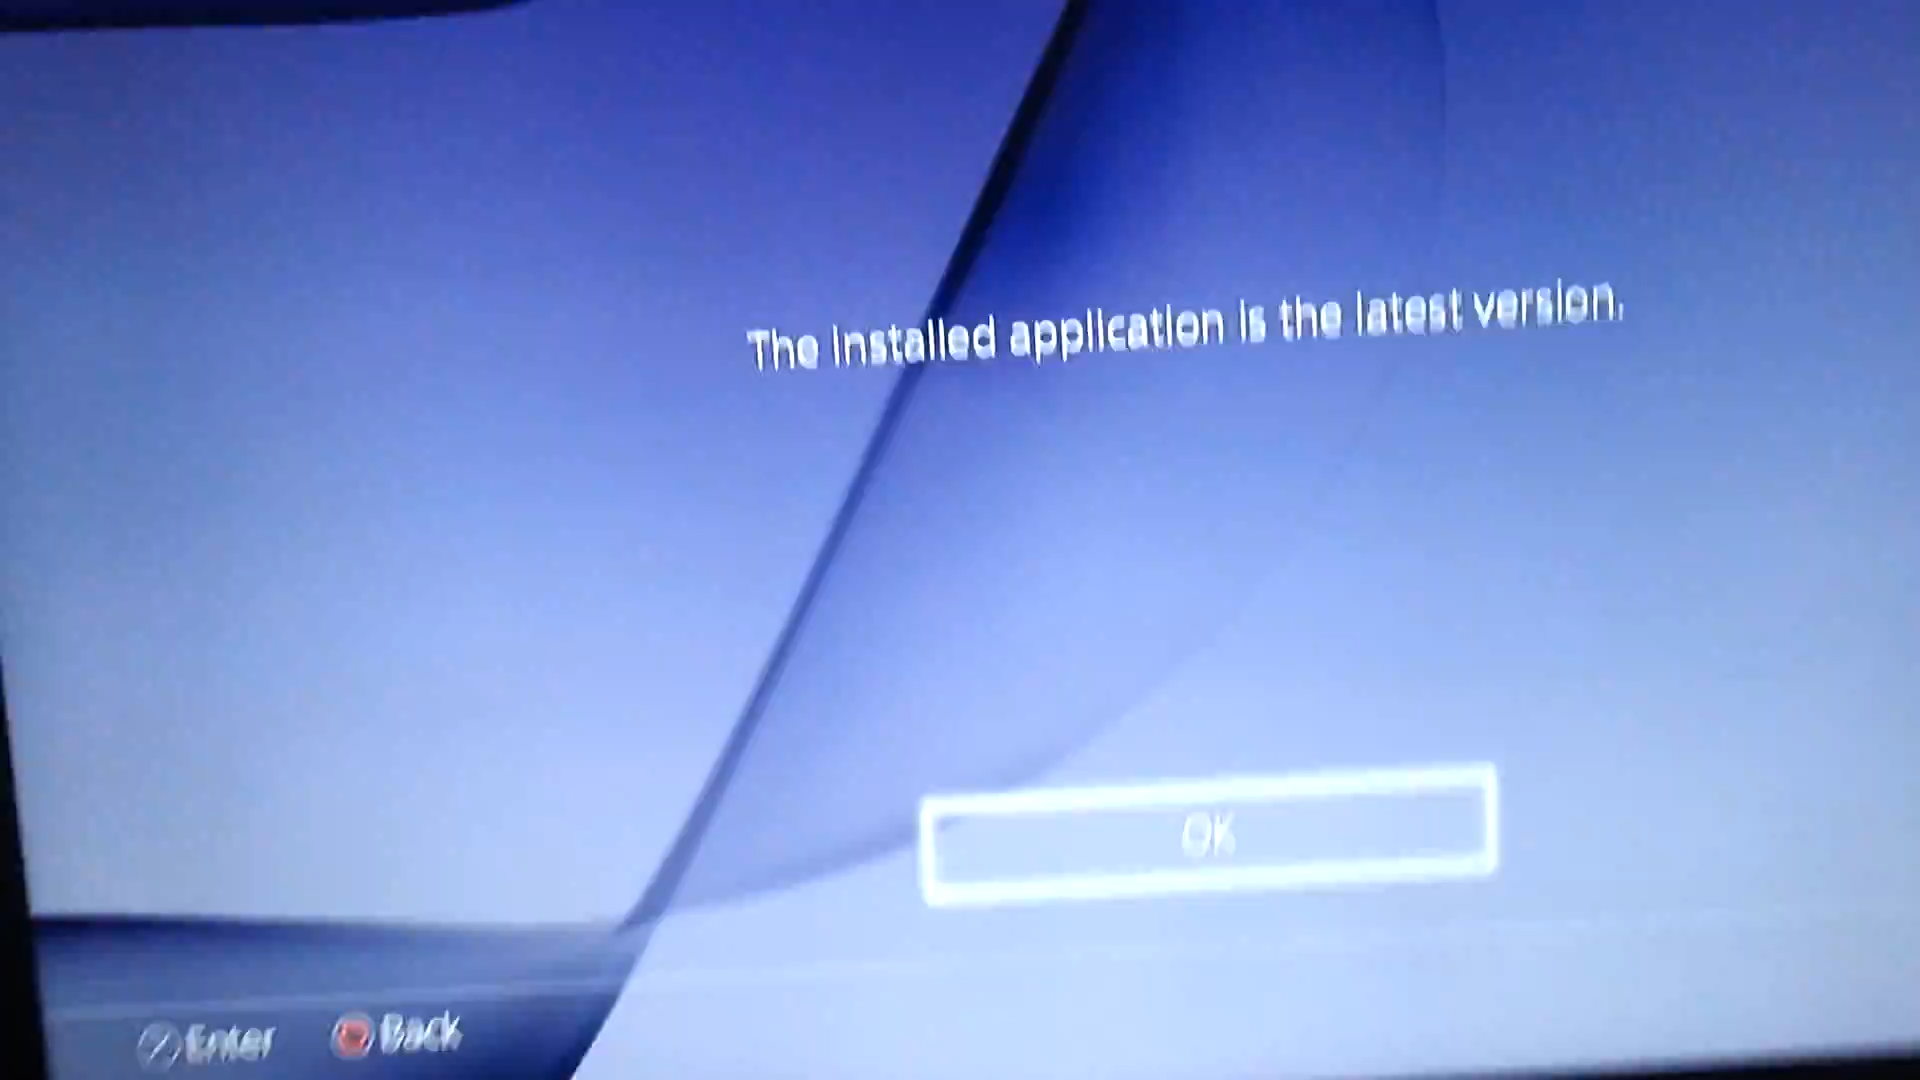 The installed application is the latest version.
OK
Enter Back